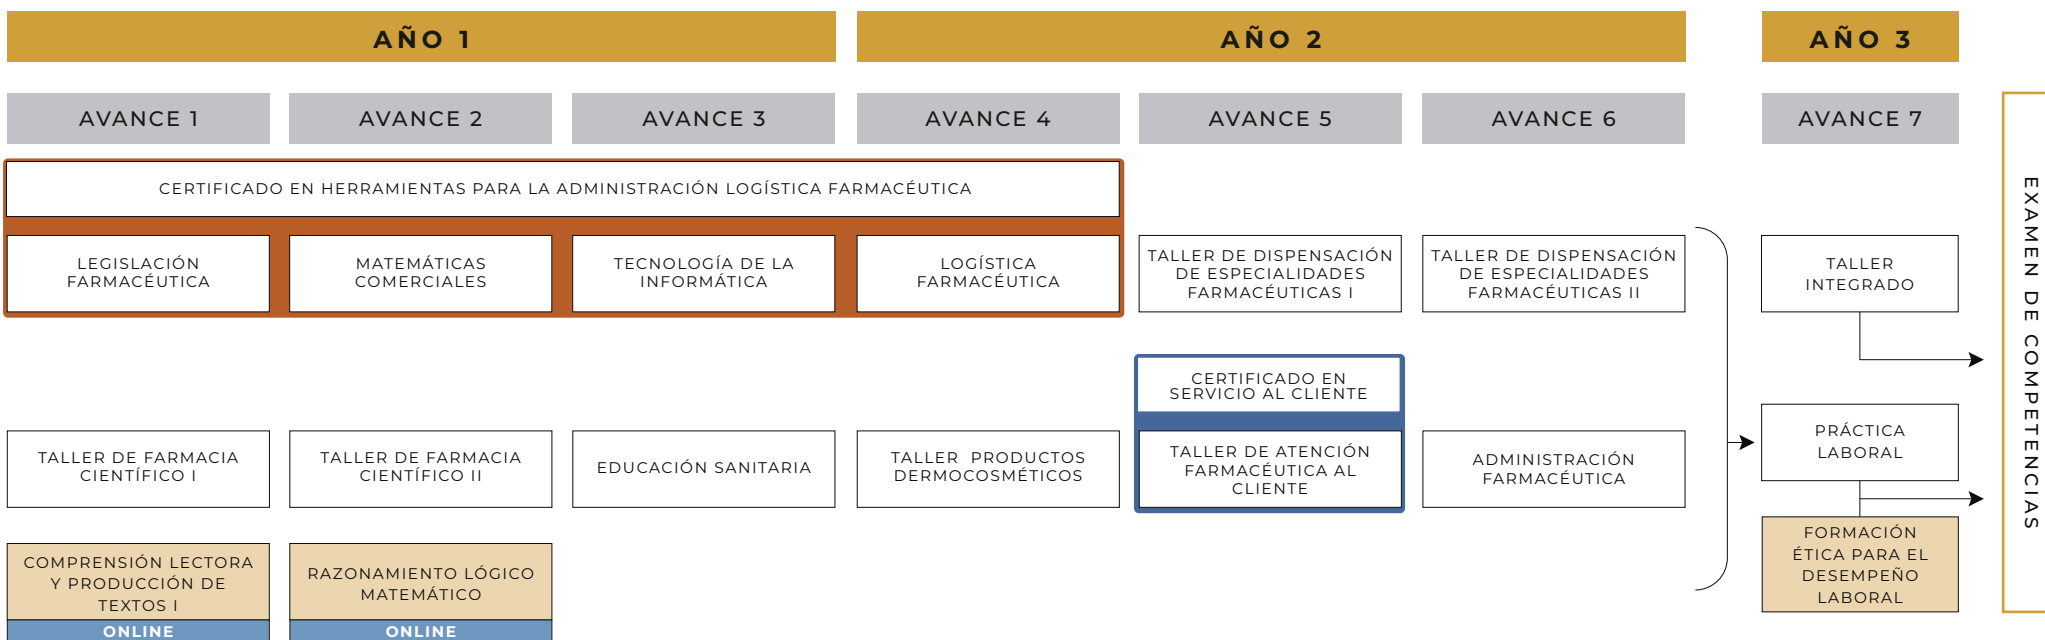 AÑO 1
AÑO 2
AÑO 3
AVANCE 1
AVANCE 2
AVANCE 3
AVANCE 4
AVANCE 5
AVANCE 6
AVANCE 7
CERTIFICADO EN HERRAMIENTAS PARA LA ADMINISTRACIÓN LOGÍSTICA FARMACÉUTICA
LEGISLACIÓN
FARMACÉUTICA
MATEMÁTICAS
COMERCIALES
TECNOLOGÍA DE LA
INFORMÁTICA
LOGÍSTICA
FARMACÉUTICA
TALLER DE DISPENSACIÓN
DE ESPECIALIDADES
FARMACÉUTICAS I
TALLER DE DISPENSACIÓN
DE ESPECIALIDADES
FARMACÉUTICAS II
TALLER
INTEGRADO
CERTIFICADO EN
SERVICIO AL CLIENTE
TALLER DE FARMACIA
CIENTÍFICO I
TALLER DE FARMACIA
CIENTÍFICO II
EDUCACIÓN SANITARIA
TALLER PRODUCTOS
DERMOCOSMÉTICOS
TALLER DE ATENCIÓN
FARMACÉUTICA AL
CLIENTE
ADMINISTRACIÓN
FARMACÉUTICA
PRÁCTICA
LABORAL
COMPRENSIÓN LECTORA
Y PRODUCCIÓN DE
TEXTOS I
ONLINE
RAZONAMIENTO LÓGICO
MATEMÁTICO
ONLINE
FORMACIÓN
ÉTICA PARA EL
DESEMPEÑO
LABORAL
EXAMEN DE COMPETENCIAS